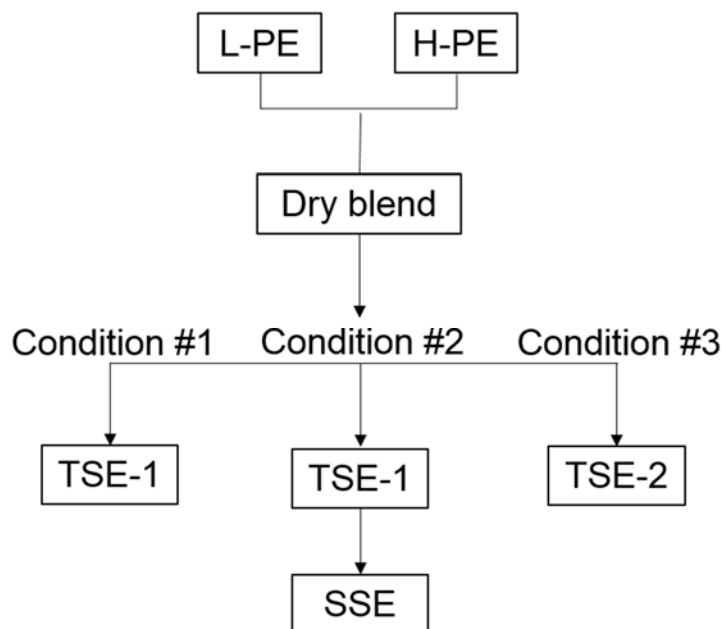 L-PE
H-PE
Dry blend
Condition #1
Condition #2
Condition #3
TSE-1
TSE-1
TSE-2
SSE